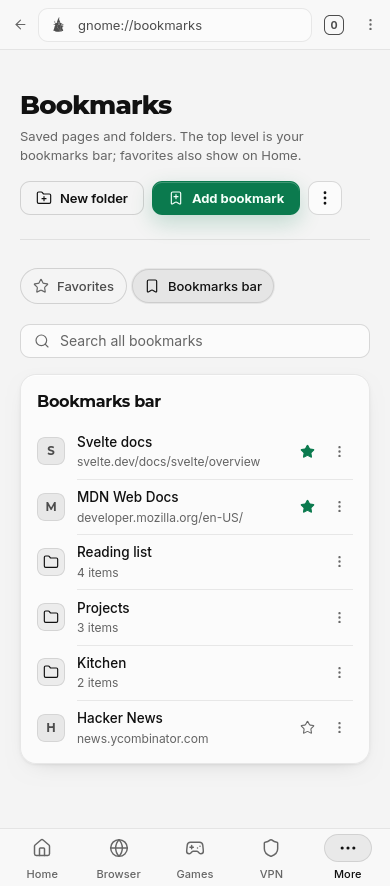 gnome://bookmarks
0
Bookmarks
Saved pages and folders. The top level is your
bookmarks bar; favorites also show on Home.
New folder
Add bookmark
Favorites
Bookmarks bar
Search all bookmarks
Bookmarks bar
S
Svelte docs
svelte.dev/docs/svelte/overview
M
MDN Web Docs
developer.mozilla.org/en-US/
Reading list
4 items
Projects
3 items
Kitchen
2 items
H
Hacker News
news.ycombinator.com
Home
Browser
Games
VPN
More